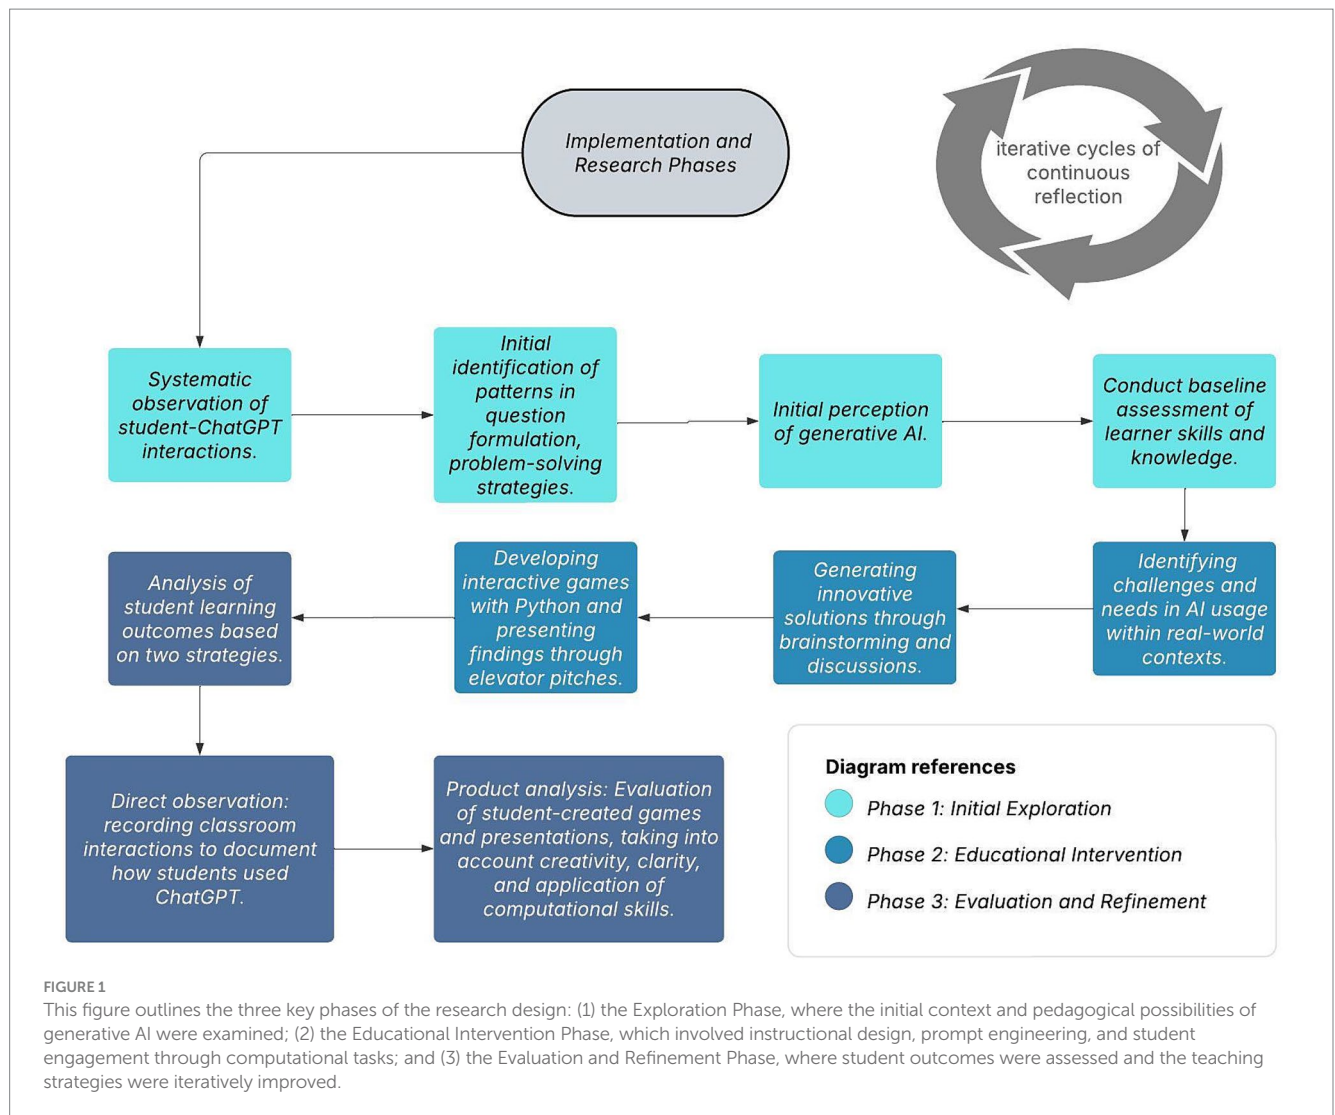 Implementation and
Research Phases
iterative cycles of
continuous
reflection
Systematic
observation of
student-ChatGPT
interactions.
Initial
identification of
patterns in
question
formulation,
problem-solving
strategies.
Initial perception
of generative AI.
Conduct baseline
assessment of
learner skills and
knowledge.
Identifying
challenges and
needs in AI usage
within real-world
contexts.
Generating
innovative
solutions through
brainstorming and
discussions.
Developing
interactive games
with Python and
presenting
findings through
elevator pitches.
Analysis of
student learning
outcomes based
on two strategies.
Direct observation:
recording classroom
interactions to document
how students used
ChatGPT.
Product analysis: Evaluation
of student-created games
and presentations, taking into
account creativity, clarity,
and application of
computational skills.
Diagram references
Phase 1: Initial Exploration
Phase 2: Educational Intervention
Phase 3: Evaluation and Refinement
FIGURE 1
This figure outlines the three key phases of the research design: (1) the Exploration Phase, where the initial context and pedagogical possibilities of
generative AI were examined; (2) the Educational Intervention Phase, which involved instructional design, prompt engineering, and student
engagement through computational tasks; and (3) the Evaluation and Refinement Phase, where student outcomes were assessed and the teaching
strategies were iteratively improved.